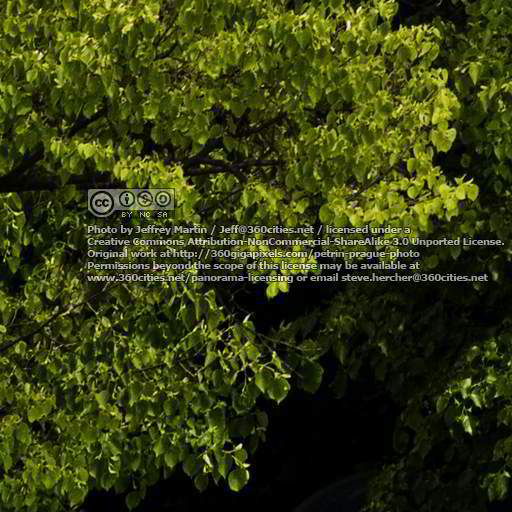 cc
BY NC SA
Photo by Jeffrey Martin / Jeff@360cities.net / licensed under a
Creative Commons Attribution-NonCommercial-ShareAlike 3.0 Unported License.
Original work at http://360gigapixels.com/petrin-prague-photo
Permissions beyond the scope of this license may be available at
www.360cities.net/panorama-licensing or email steve.hercher@360cities.net